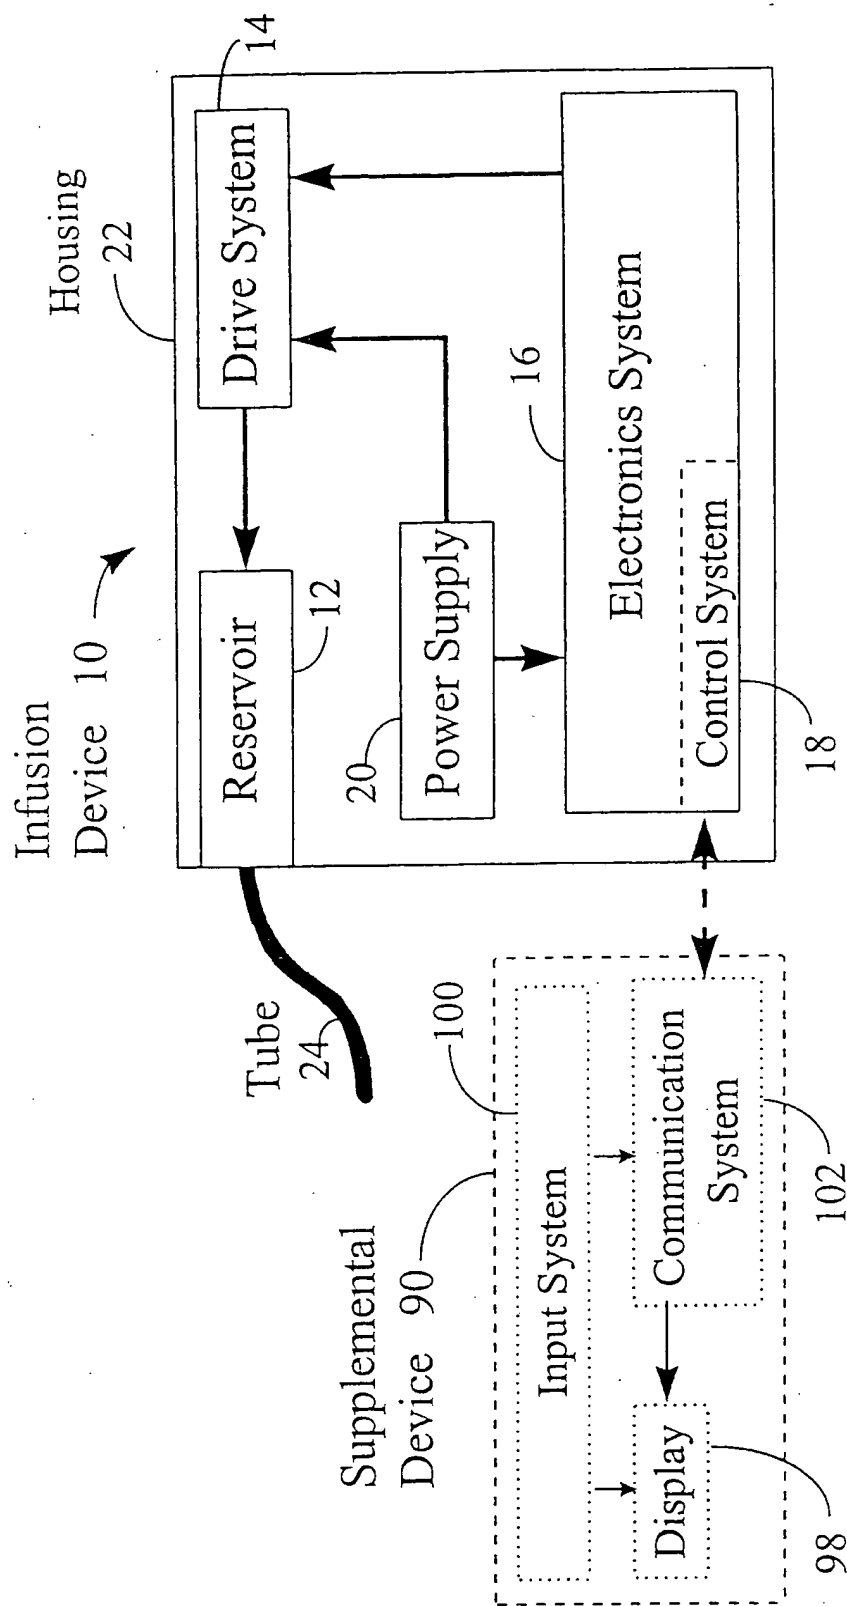 Infusion
Device 10
Housing
22
14
Drive System
Reservoir
12
Tube
24
20
Power Supply
16
Electronics System
Control System
18
Supplemental
Device 90
100
Input System
Communication
System
102
Display
98